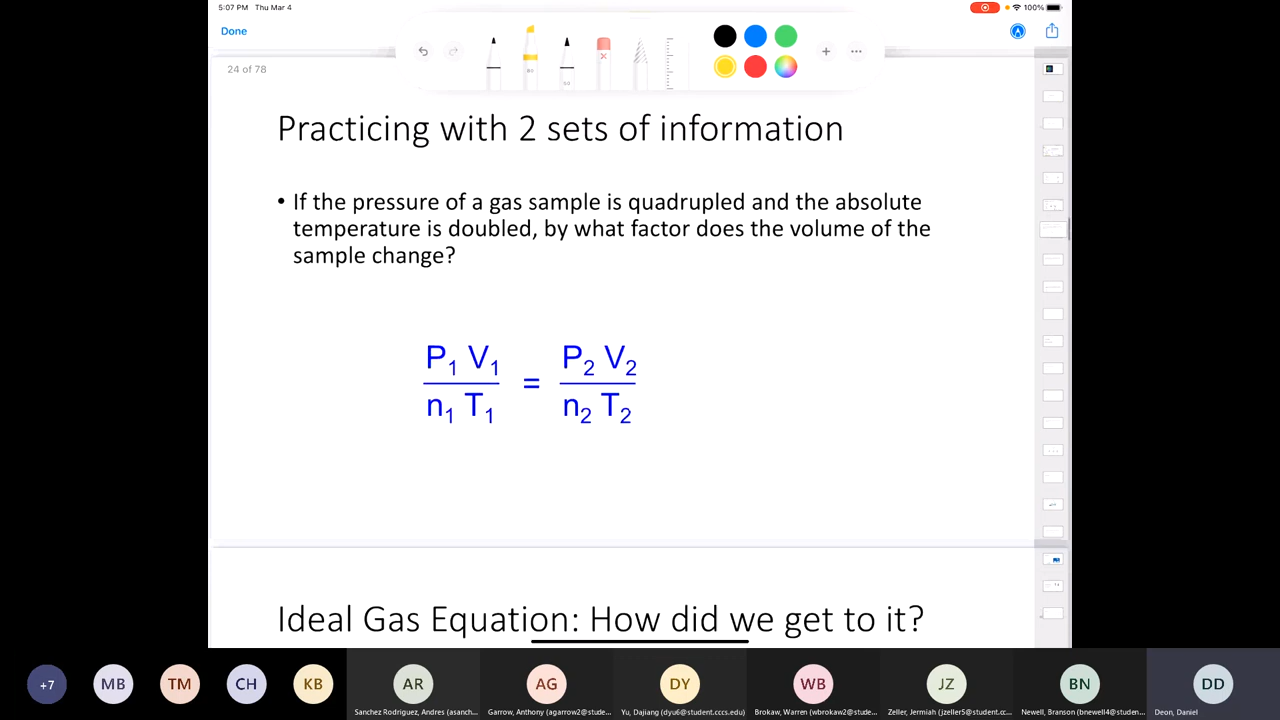 5:07 PM Thu Mar 4
100%
Done
24 of 78
Practicing with 2 sets of information
• If the pressure of a gas sample is quadrupled and the absolute
temperature is doubled, by what factor does the volume of the
sample change?
P₁ V₁ / n₁ T₁ = P₂ V₂ / n₂ T₂
Ideal Gas Equation: How did we get to it?
+7
MB
TM
CH
KB
AR
AG
DY
WB
JZ
BN
DD
Sanchez Rodriguez, Andres (asanch...
Garrow, Anthony (agarrow2@stude...
Yu, Dajiang (dyu6@student.cccs.edu)
Brokaw, Warren (wbrokaw2@stude...
Zeller, Jermiah (jzeller5@student.cc...
Newell, Branson (bnewell4@studen...
Deon, Daniel